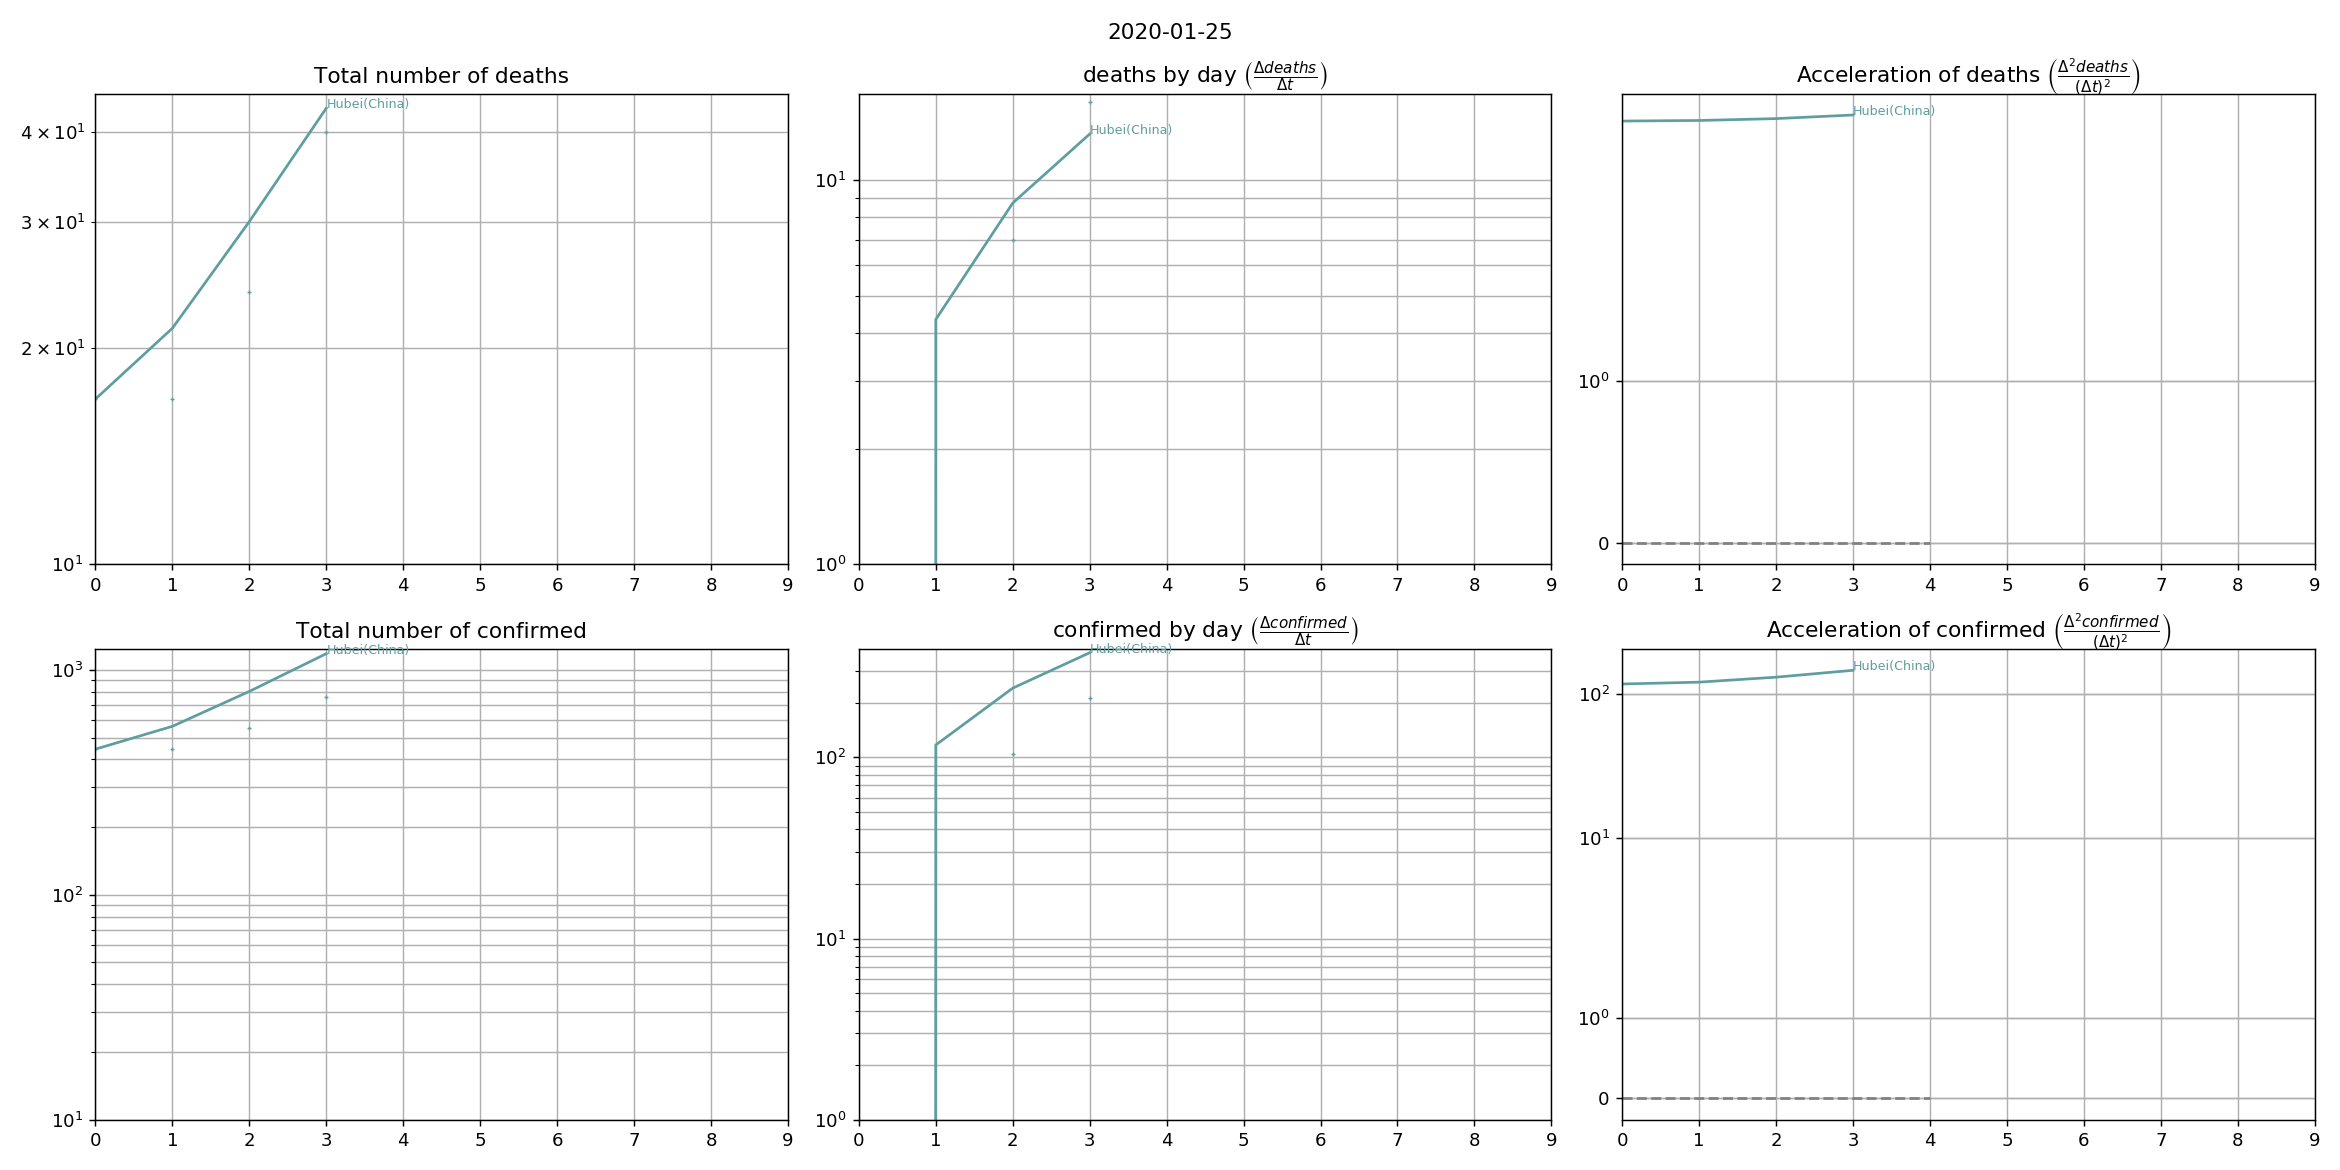 2020-01-25
Total number of deaths
Hubei(China)
4 × 10¹
3 × 10¹
2 × 10¹
10¹
0 1 2 3 4 5 6 7 8 9
deaths by day (Δdeaths/Δt)
Hubei(China)
10¹
10⁰
0 1 2 3 4 5 6 7 8 9
Acceleration of deaths (Δ²deaths/(Δt)²)
Hubei(China)
10⁰
0
0 1 2 3 4 5 6 7 8 9
Total number of confirmed
Hubei(China)
10³
10²
10¹
0 1 2 3 4 5 6 7 8 9
confirmed by day (Δconfirmed/Δt)
Hubei(China)
10²
10¹
10⁰
0 1 2 3 4 5 6 7 8 9
Acceleration of confirmed (Δ²confirmed/(Δt)²)
Hubei(China)
10²
10¹
10⁰
0
0 1 2 3 4 5 6 7 8 9